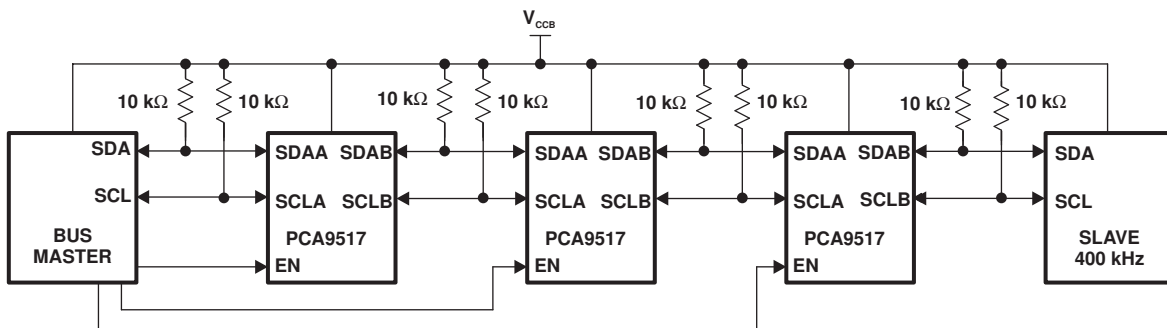 V_CCB
10 kΩ 10 kΩ 10 kΩ 10 kΩ 10 kΩ 10 kΩ 10 kΩ 10 kΩ
SDA SDAA SDAB SDAA SDAB SDAA SDAB SDA
SCL SCLA SCLB SCLA SCLB SCLA SCLB SCL
BUS
MASTER
PCA9517 PCA9517 PCA9517
SLAVE
400 kHz
EN EN EN